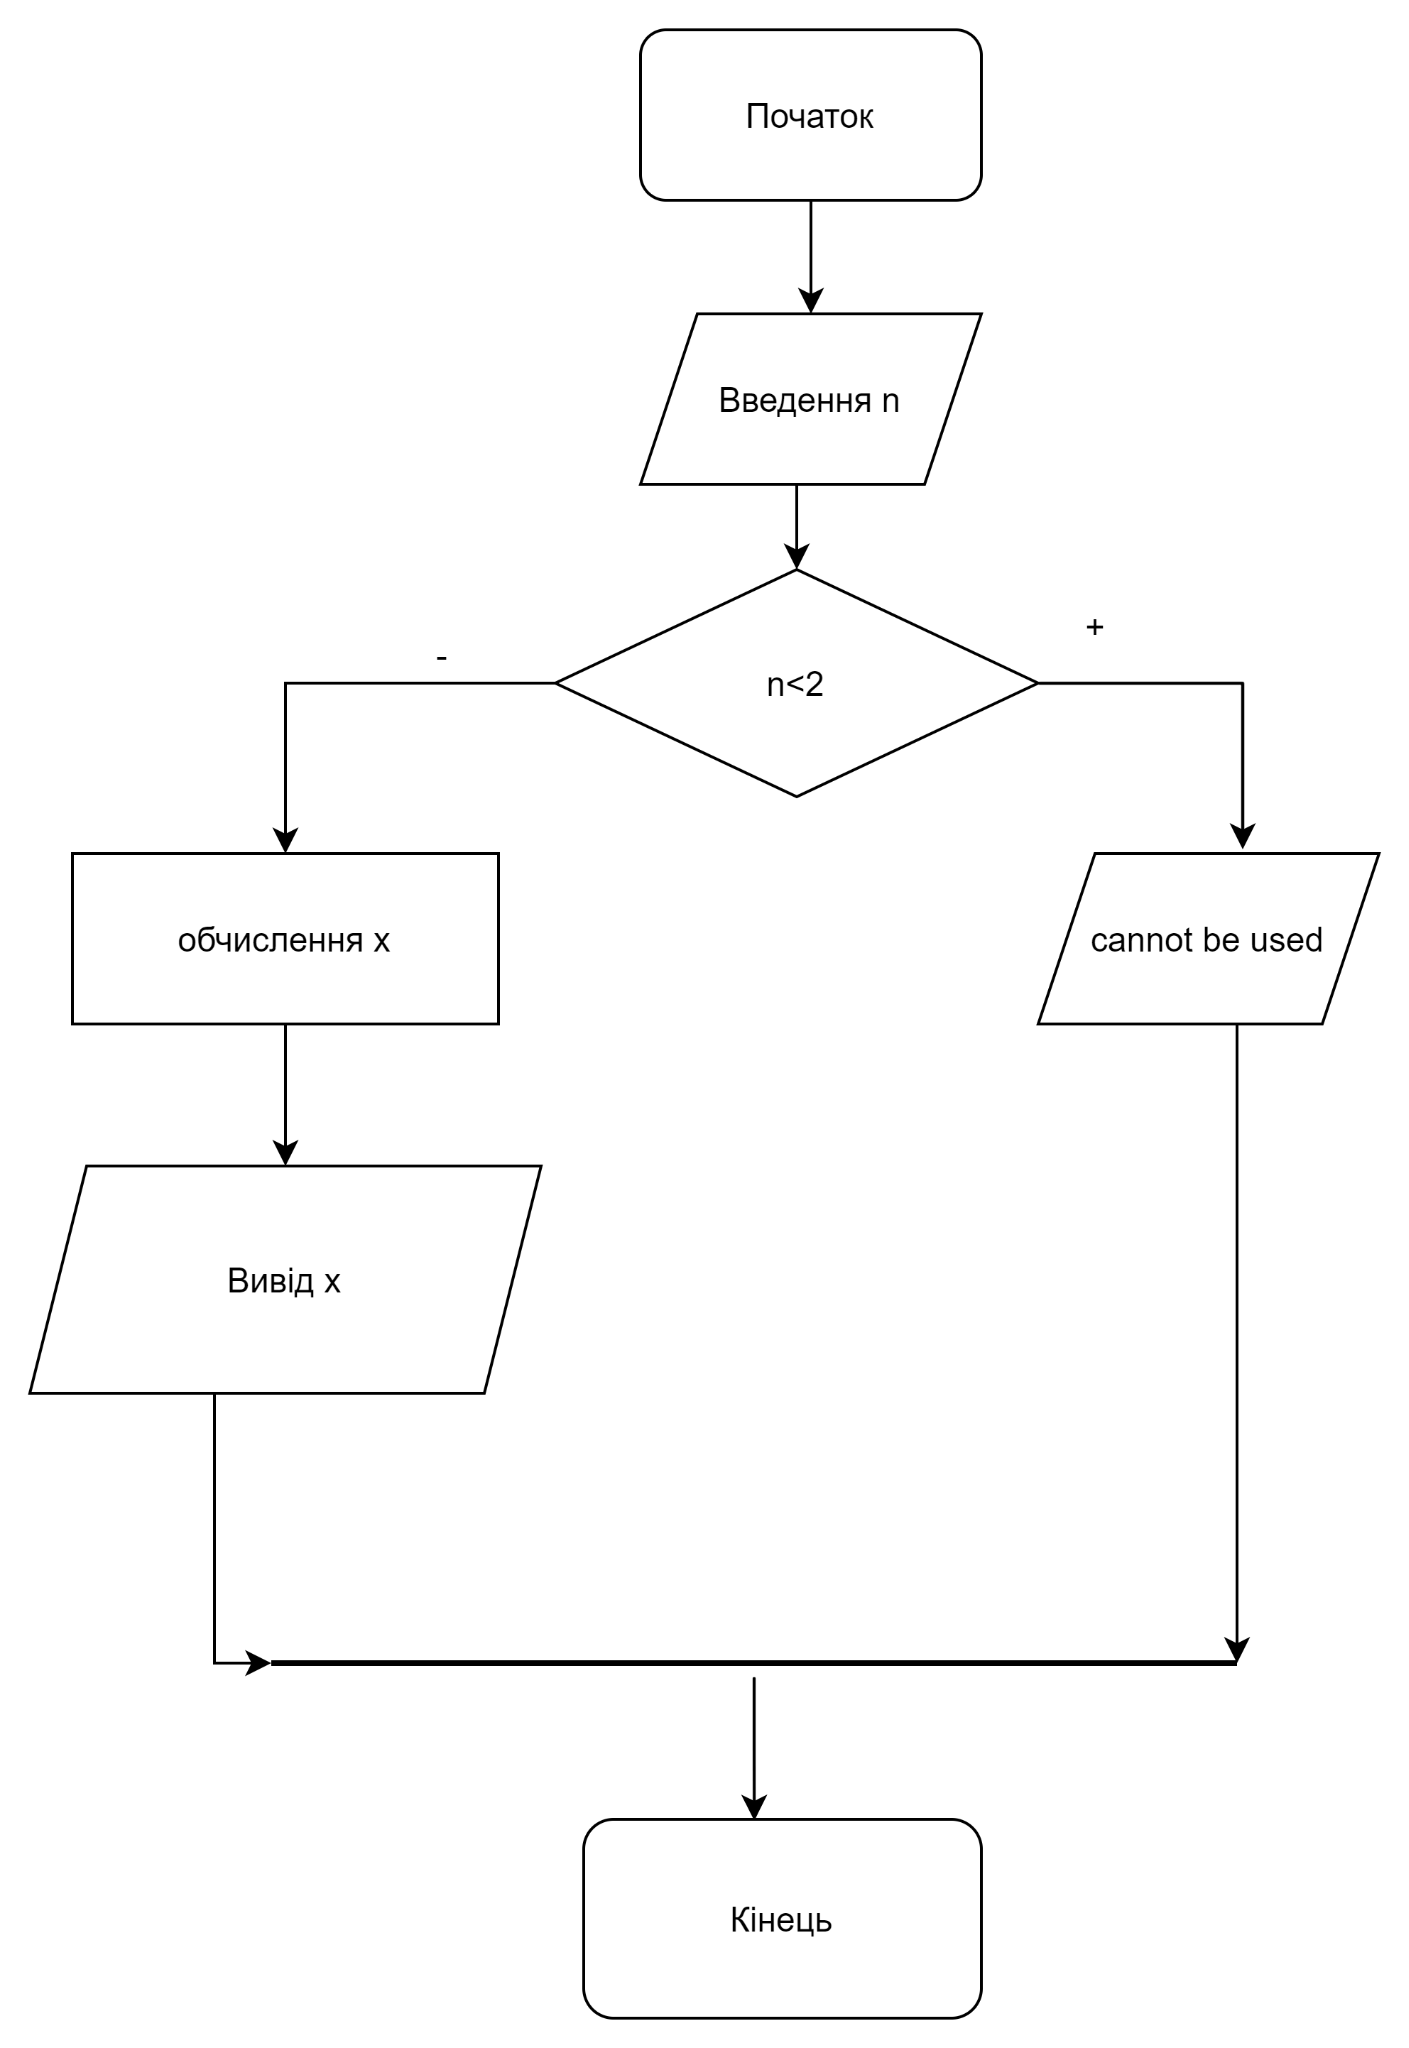 Початок
Введення n
+
-
n<2
обчислення x
cannot be used
Вивід x
Кінець